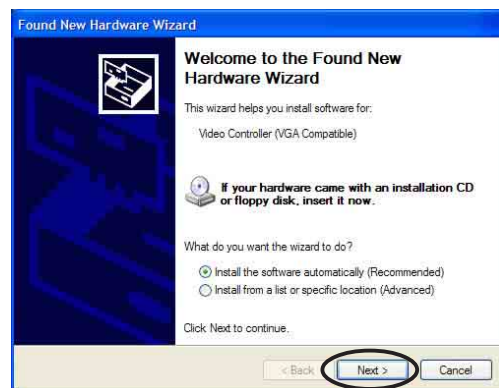 Found New Hardware Wizard
Welcome to the Found New
Hardware Wizard
This wizard helps you install software for:
Video Controller (VGA Compatible)
If your hardware came with an installation CD
or floppy disk, insert it now.
What do you want the wizard to do?
Install the software automatically (Recommended)
Install from a list or specific location (Advanced)
Click Next to continue.
< Back Next > Cancel